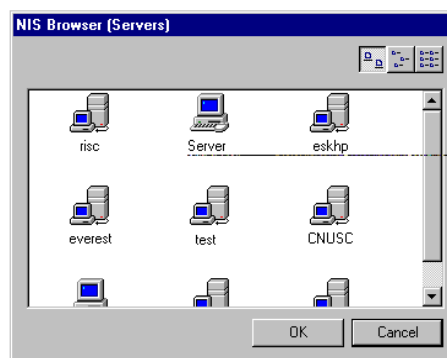 NIS Browser (Servers)
risc Server eskhp
everest test CNUSC
OK Cancel